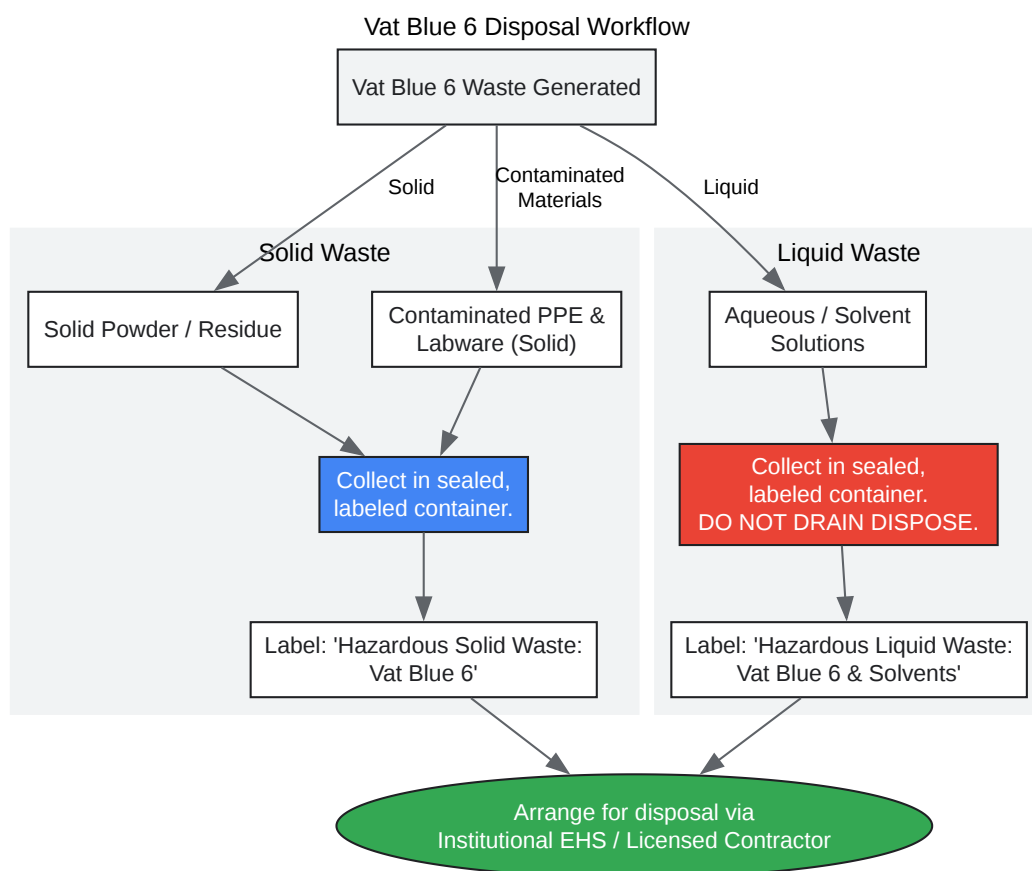 Vat Blue 6 Disposal Workflow
Vat Blue 6 Waste Generated
Solid
Contaminated
Materials
Liquid
Solid Waste
Liquid Waste
Solid Powder / Residue
Contaminated PPE &
Labware (Solid)
Aqueous / Solvent
Solutions
Collect in sealed,
labeled container.
Collect in sealed,
labeled container.
DO NOT DRAIN DISPOSE.
Label: 'Hazardous Solid Waste:
Vat Blue 6'
Label: 'Hazardous Liquid Waste:
Vat Blue 6 & Solvents'
Arrange for disposal via
Institutional EHS / Licensed Contractor